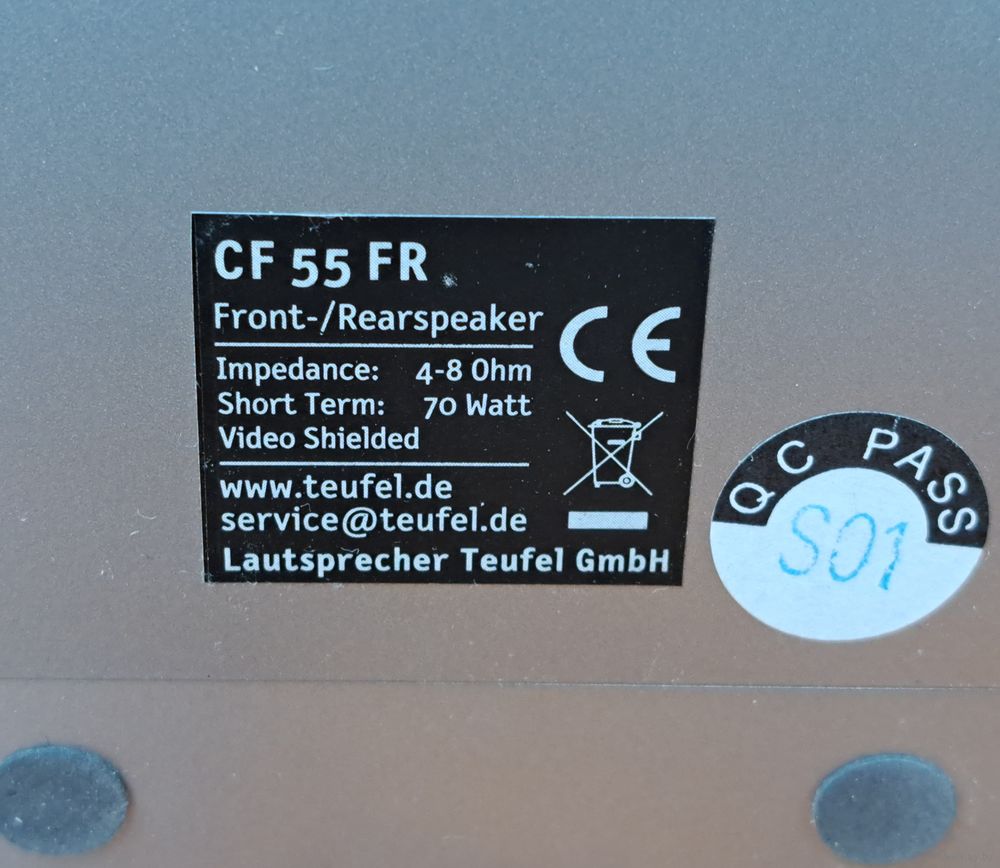 CF 55 FR
Front-/Rearspeaker
Impedance: 4-8 Ohm
Short Term: 70 Watt
Video Shielded
www.teufel.de
service@teufel.de
Lautsprecher Teufel GmbH
CE
QC PASS
S01